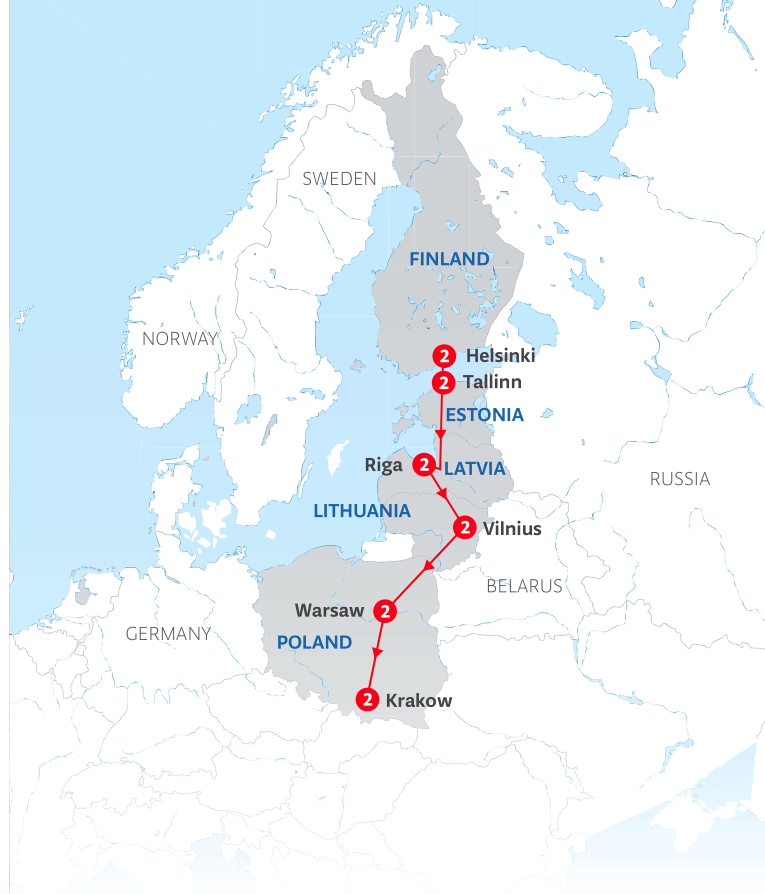 SWEDEN
FINLAND
NORWAY
2 Helsinki
2 Tallinn
ESTONIA
Riga 2 LATVIA
RUSSIA
LITHUANIA
2 Vilnius
BELARUS
Warsaw 2
GERMANY
POLAND
2 Krakow